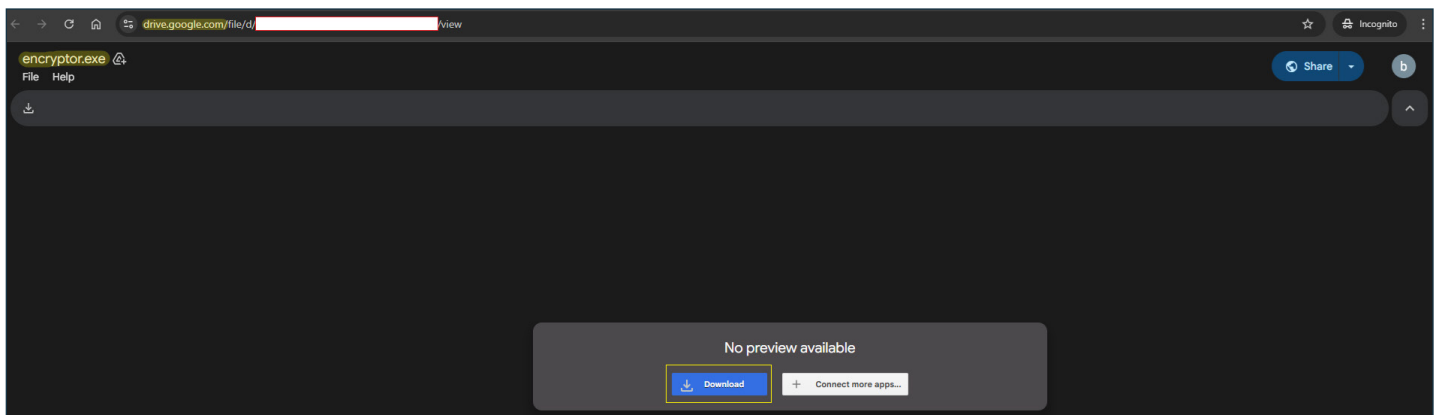 drive.google.com/file/d/ /view
Incognito
encryptor.exe
File Help
Share
b
No preview available
Download
+ Connect more apps...